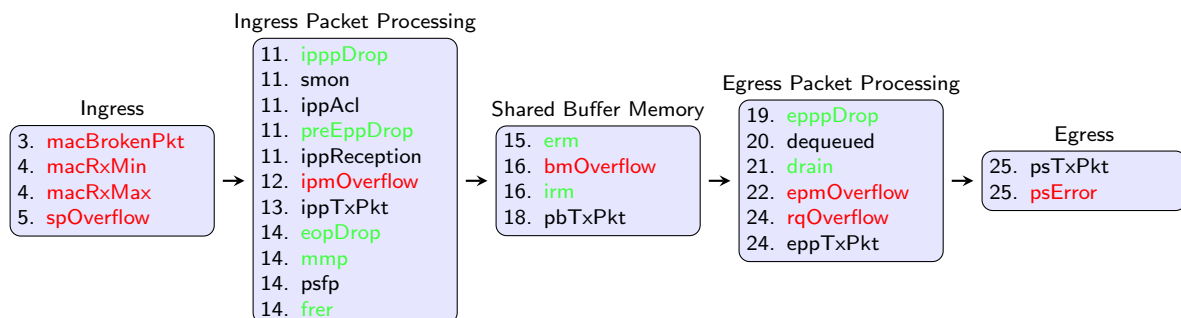 Ingress
3. macBrokenPkt
4. macRxMin
4. macRxMax
5. spOverflow
Ingress Packet Processing
11. ipppDrop
11. smon
11. ippAcl
11. preEppDrop
11. ippReception
12. ipmOverflow
13. ippTxPkt
14. eopDrop
14. mmp
14. psfp
14. frer
Shared Buffer Memory
15. erm
16. bmOverflow
16. irm
18. pbTxPkt
Egress Packet Processing
19. epppDrop
20. dequeued
21. drain
22. epmOverflow
24. rqOverflow
24. eppTxPkt
Egress
25. psTxPkt
25. psError